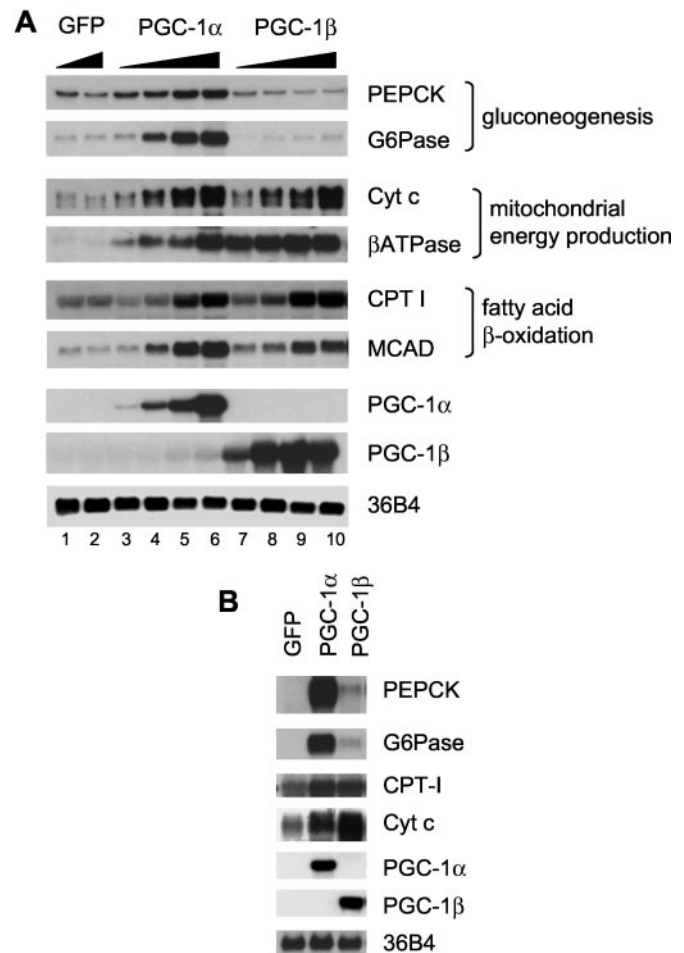 A
GFP PGC-1α PGC-1β
PEPCK
G6Pase
gluconeogenesis
Cyt c
βATPase
mitochondrial
energy production
CPT I
MCAD
fatty acid
β-oxidation
PGC-1α
PGC-1β
36B4
1 2 3 4 5 6 7 8 9 10
B
GFP PGC-1α PGC-1β
PEPCK
G6Pase
CPT-I
Cyt c
PGC-1α
PGC-1β
36B4